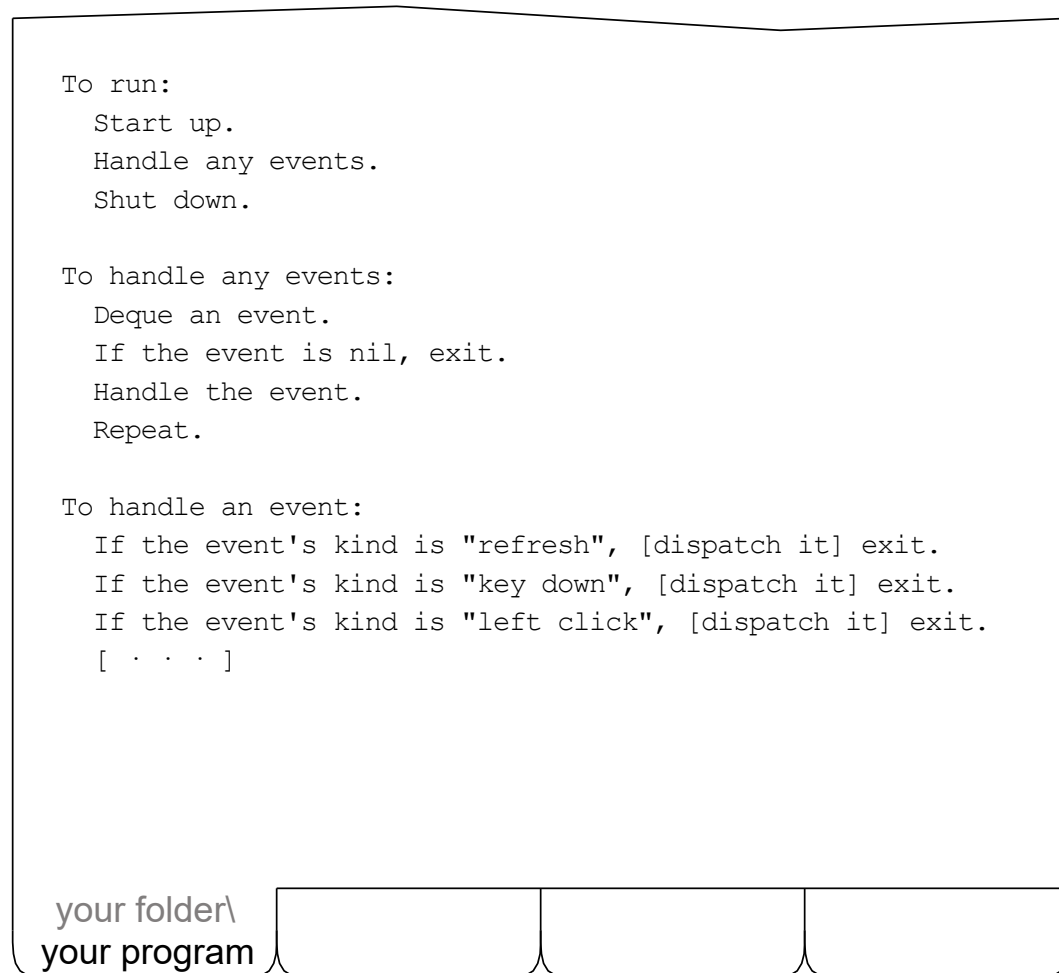 To run:
Start up.
Handle any events.
Shut down.
To handle any events:
Deque an event.
If the event is nil, exit.
Handle the event.
Repeat.
To handle an event:
If the event's kind is "refresh", [dispatch it] exit.
If the event's kind is "key down", [dispatch it] exit.
If the event's kind is "left click", [dispatch it] exit.
[ · · · ]
your folder\
your program